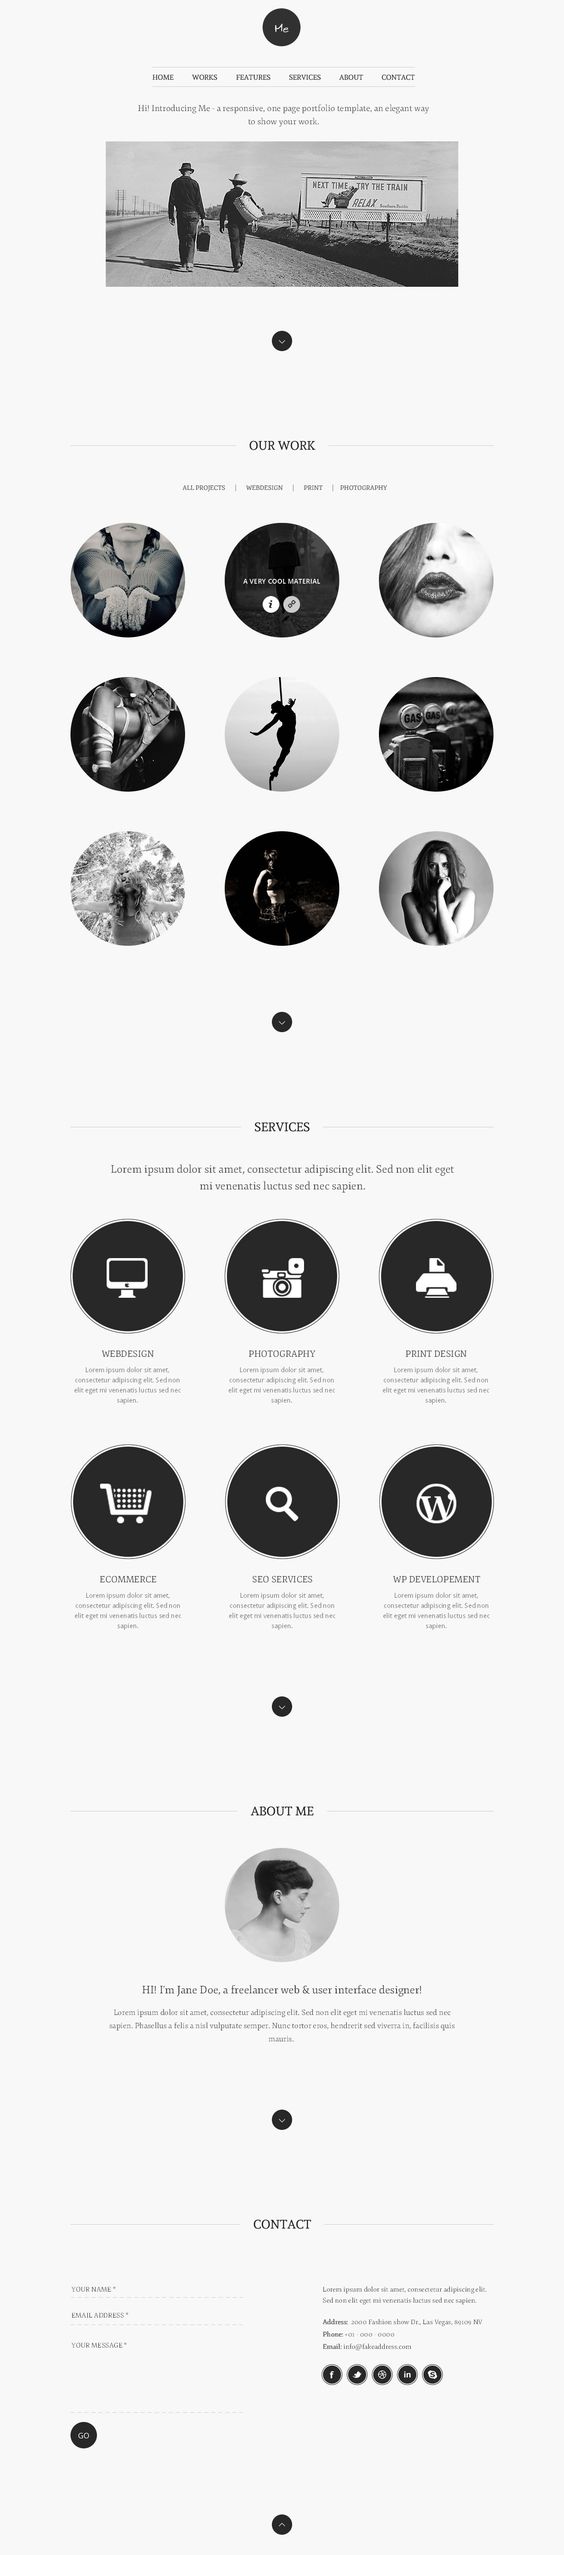 Me
HOME WORKS FEATURES SERVICES ABOUT CONTACT
Hi! Introducing Me - a responsive, one page portfolio template, an elegant way
to show your work.
NEXT TIME TRY THE TRAIN
RELAX
Southern Pacific
OUR WORK
ALL PROJECTS | WEBDESIGN | PRINT | PHOTOGRAPHY
A VERY COOL MATERIAL
GAS GAS
SERVICES
Lorem ipsum dolor sit amet, consectetur adipiscing elit. Sed non elit eget
mi venenatis luctus sed nec sapien.
WEBDESIGN
Lorem ipsum dolor sit amet,
consectetur adipiscing elit. Sed non
elit eget mi venenatis luctus sed nec
sapien.
PHOTOGRAPHY
Lorem ipsum dolor sit amet,
consectetur adipiscing elit. Sed non
elit eget mi venenatis luctus sed nec
sapien.
PRINT DESIGN
Lorem ipsum dolor sit amet,
consectetur adipiscing elit. Sed non
elit eget mi venenatis luctus sed nec
sapien.
ECOMMERCE
Lorem ipsum dolor sit amet,
consectetur adipiscing elit. Sed non
elit eget mi venenatis luctus sed nec
sapien.
SEO SERVICES
Lorem ipsum dolor sit amet,
consectetur adipiscing elit. Sed non
elit eget mi venenatis luctus sed nec
sapien.
WP DEVELOPEMENT
Lorem ipsum dolor sit amet,
consectetur adipiscing elit. Sed non
elit eget mi venenatis luctus sed nec
sapien.
ABOUT ME
HI! I'm Jane Doe, a freelancer web & user interface designer!
Lorem ipsum dolor sit amet, consectetur adipiscing elit. Sed non elit eget mi venenatis luctus sed nec
sapien. Phasellus a felis a nisl vulputate semper. Nunc tortor eros, hendrerit sed viverra in, facilisis quis
mauris.
CONTACT
YOUR NAME *
EMAIL ADDRESS *
YOUR MESSAGE *
GO
Lorem ipsum dolor sit amet, consectetur adipiscing elit.
Sed non elit eget mi venenatis luctus sed nec sapien.
Address: 2000 Fashion show Dr., Las Vegas, 89109 NV
Phone: +01 - 000 - 0000
Email: info@fakeaddress.com